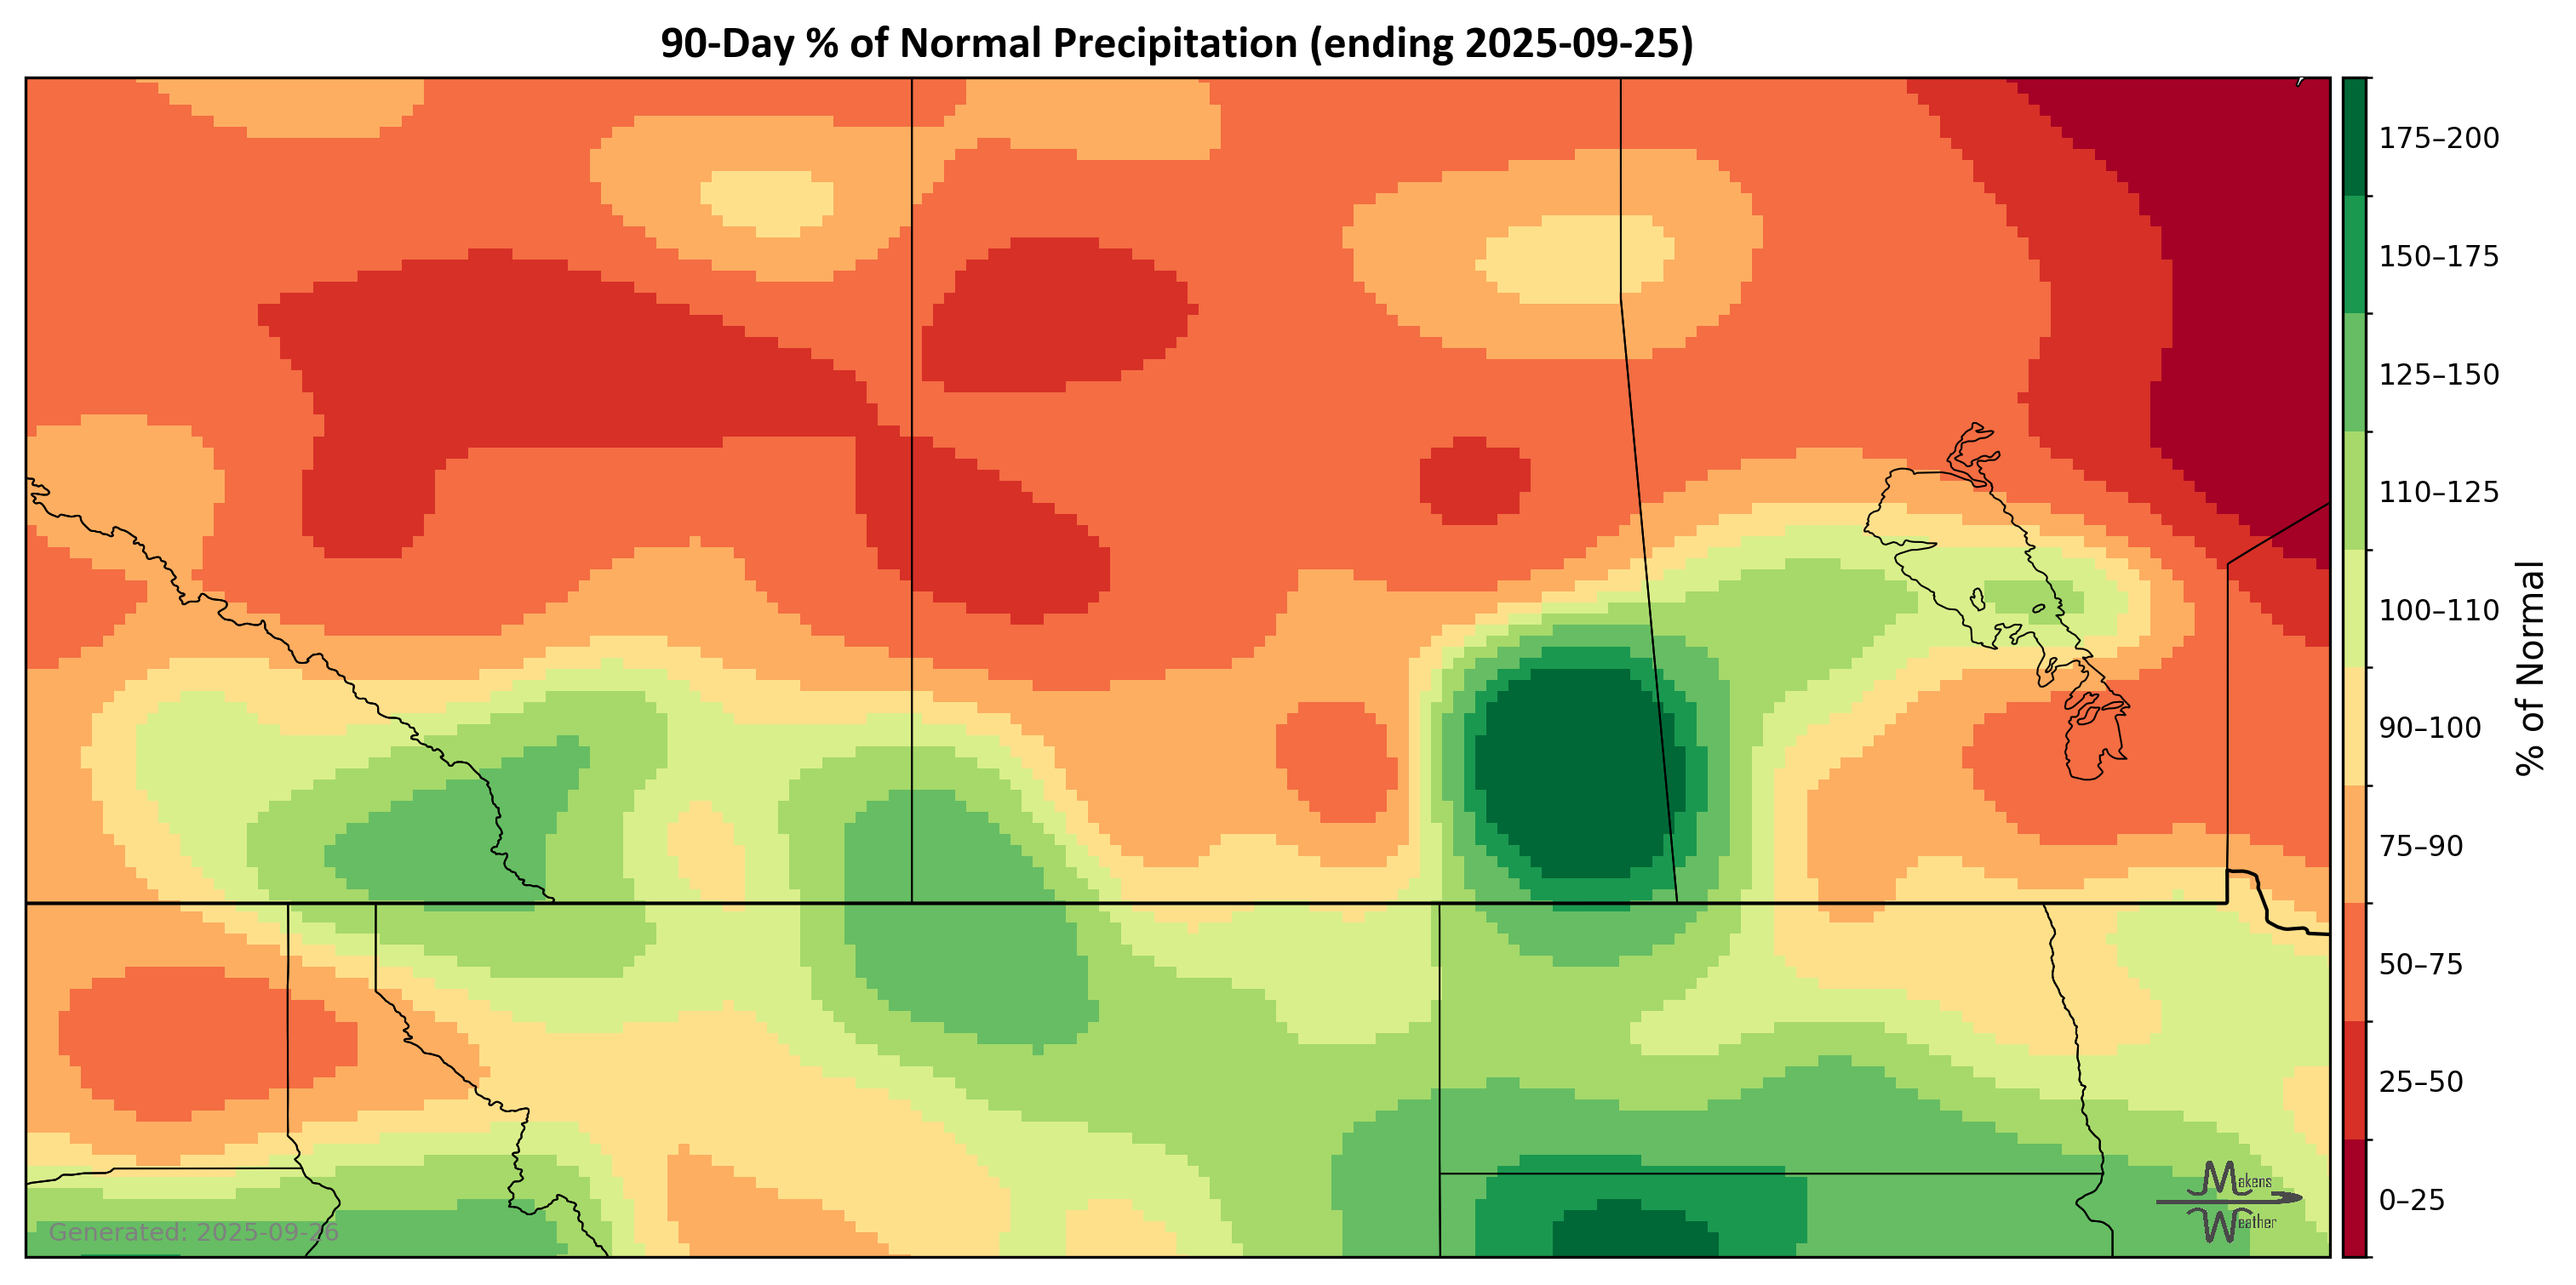 90-Day % of Normal Precipitation (ending 2025-09-25)
175–200
150–175
125–150
110–125
100–110
90–100
75–90
50–75
25–50
0–25
% of Normal
Generated: 2025-09-26
Makens
Weather